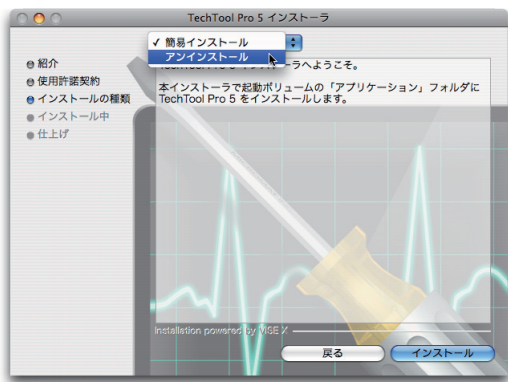 TechTool Pro 5 インストーラ
✓ 簡易インストール
アンインストール
紹介
使用許諾契約
インストールの種類
インストール中
仕上げ
ラへようこそ。
本インストーラで起動ボリュームの「アプリケーション」フォルダに
TechTool Pro 5 をインストールします。
Installation powered by VISE X
戻る
インストール